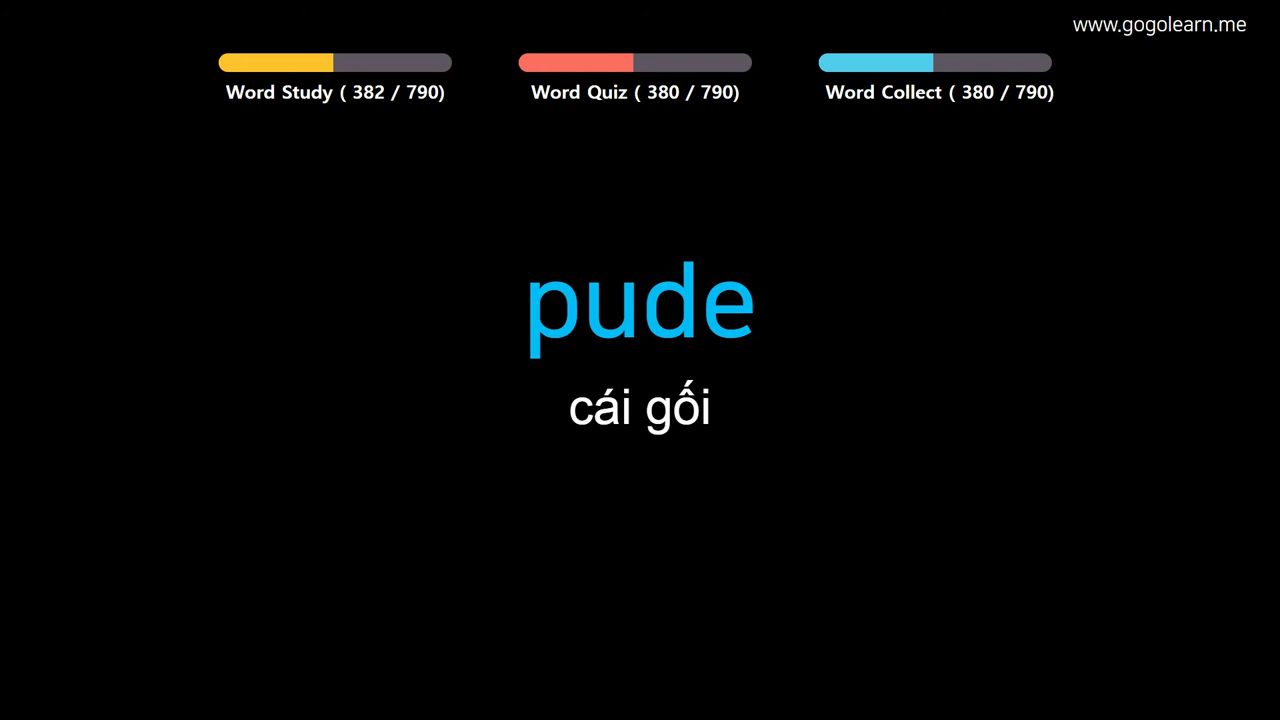 www.gogolearn.me
Word Study ( 382 / 790)
Word Quiz ( 380 / 790)
Word Collect ( 380 / 790)
pude
cái gối